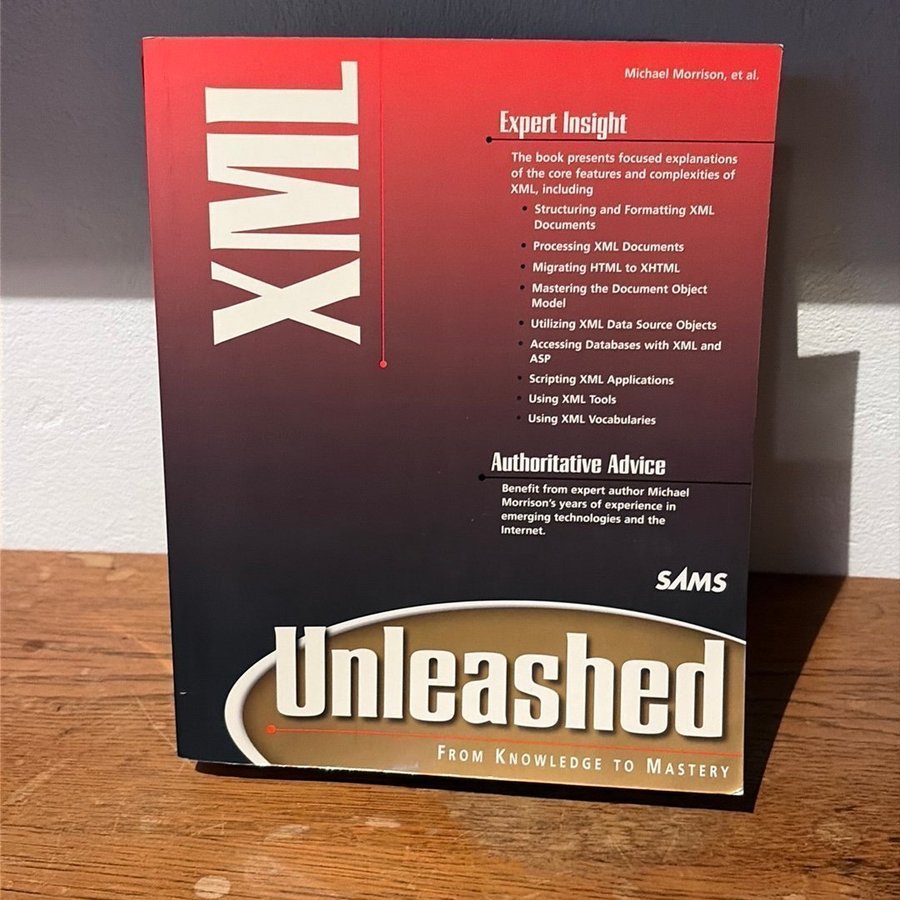 XML
Michael Morrison, et al.
Expert Insight
The book presents focused explanations
of the core features and complexities of
XML, including
• Structuring and Formatting XML
Documents
• Processing XML Documents
• Migrating HTML to XHTML
• Mastering the Document Object
Model
• Utilizing XML Data Source Objects
• Accessing Databases with XML and
ASP
• Scripting XML Applications
• Using XML Tools
• Using XML Vocabularies
Authoritative Advice
Benefit from expert author Michael
Morrison's years of experience in
emerging technologies and the
Internet.
SAMS
Unleashed
FROM KNOWLEDGE TO MASTERY